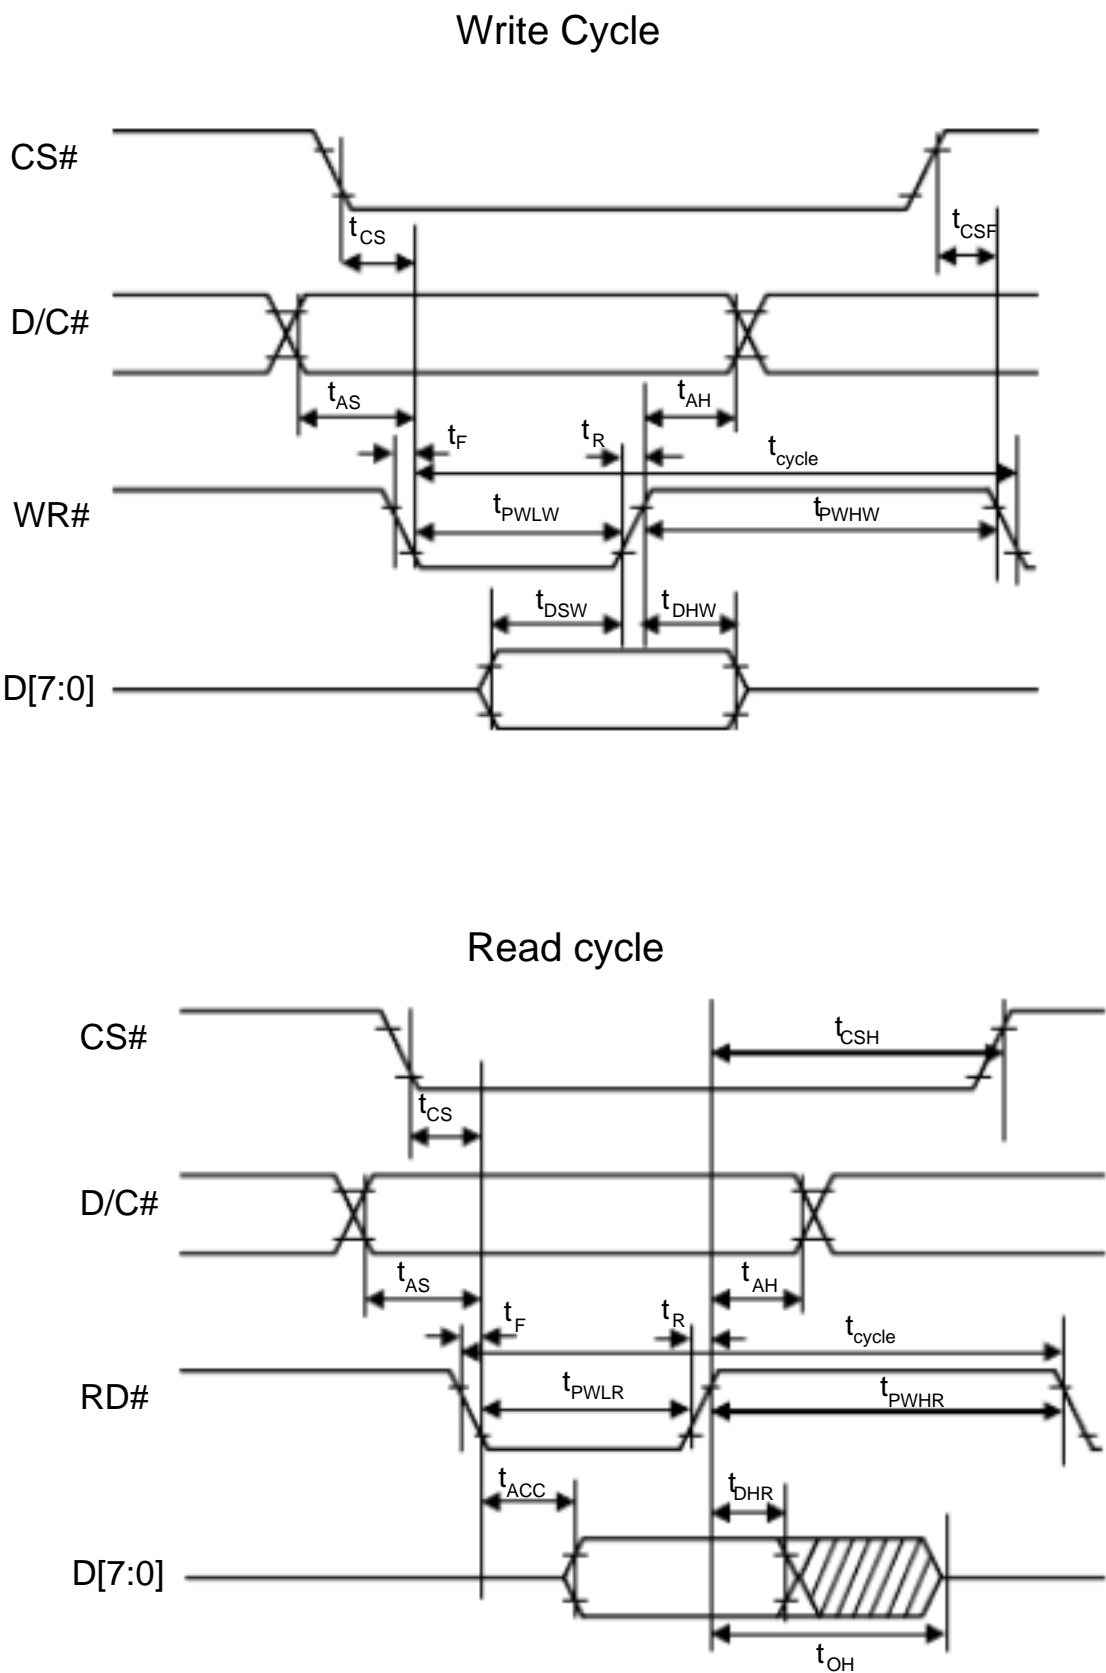 Write Cycle
CS#
tCS
tCSF
D/C#
tAS
tAH
tF
tR
tcycle
WR#
tPWLW
tPWHW
tDSW
tDHW
D[7:0]
Read cycle
CS#
tCSH
tCS
D/C#
tAS
tAH
tF
tR
tcycle
RD#
tPWLR
tPWHR
tACC
tDHR
D[7:0]
tOH